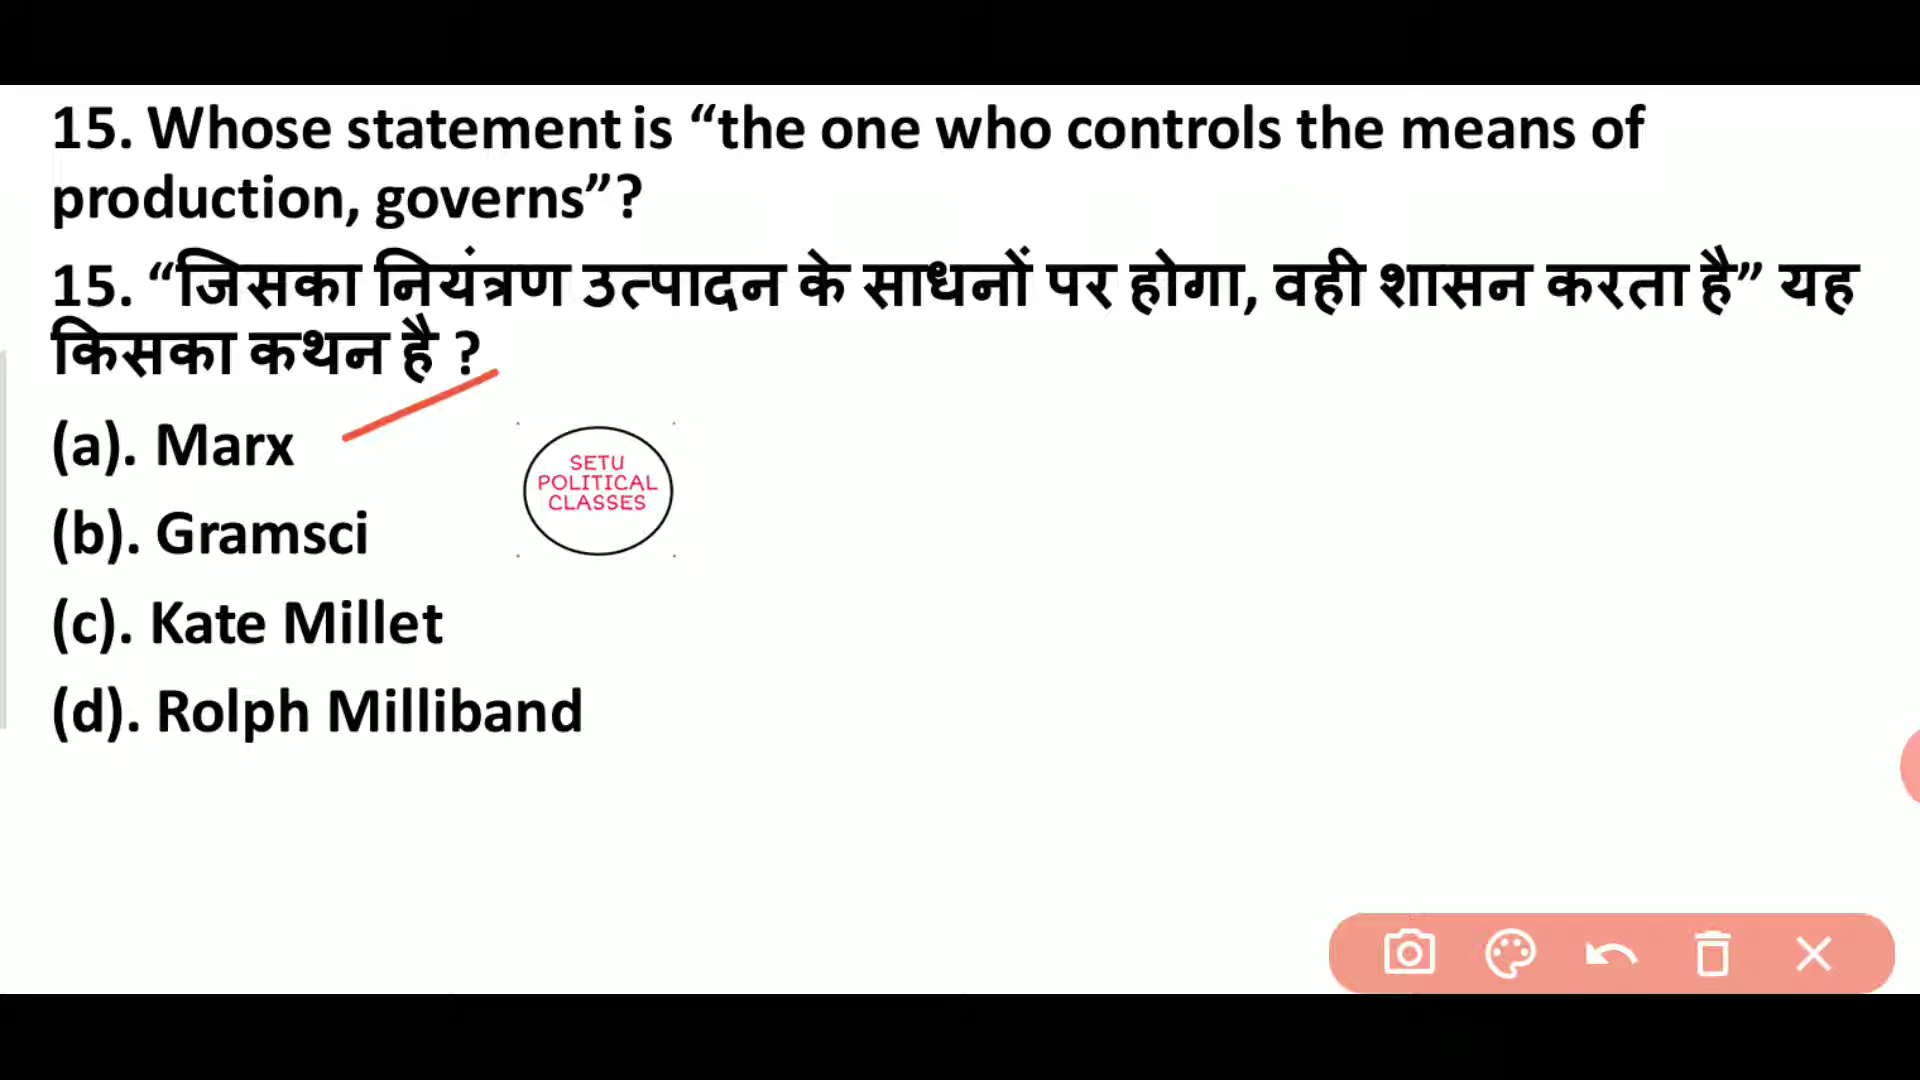 15. Whose statement is “the one who controls the means of
production, governs”?
15. “जिसका नियंत्रण उत्पादन के साधनों पर होगा, वही शासन करता है” यह
किसका कथन है ?
(a). Marx
SETU
POLITICAL
CLASSES
(b). Gramsci
(c). Kate Millet
(d). Rolph Milliband